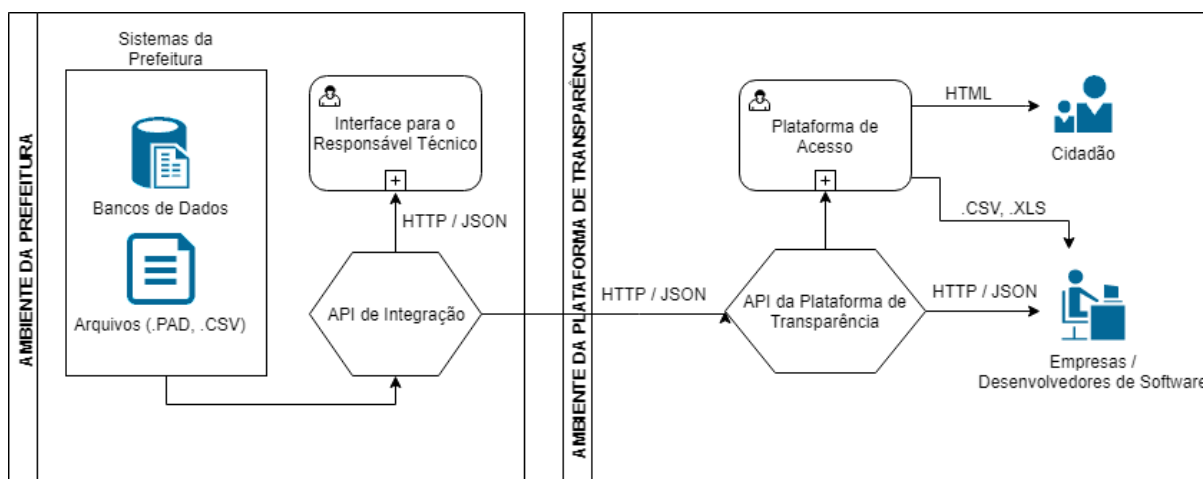 AMBIENTE DA PREFEITURA
Sistemas da
Prefeitura
Bancos de Dados
Arquivos (.PAD, .CSV)
Interface para o
Responsável Técnico
HTTP / JSON
API de Integração
HTTP / JSON
AMBIENTE DA PLATAFORMA DE TRANSPARÊNCA
Plataforma de
Acesso
API da Plataforma de
Transparência
HTML
Cidadão
.CSV, .XLS
HTTP / JSON
Empresas /
Desenvolvedores de Software